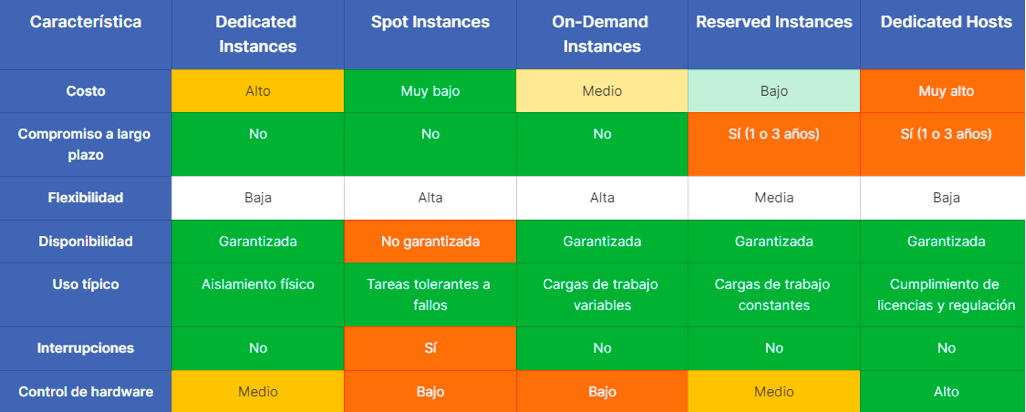 Característica Dedicated Instances Spot Instances On-Demand Instances Reserved Instances Dedicated Hosts
Costo Alto Muy bajo Medio Bajo Muy alto
Compromiso a largo plazo No No No Sí (1 o 3 años) Sí (1 o 3 años)
Flexibilidad Baja Alta Alta Media Baja
Disponibilidad Garantizada No garantizada Garantizada Garantizada Garantizada
Uso típico Aislamiento físico Tareas tolerantes a fallos Cargas de trabajo variables Cargas de trabajo constantes Cumplimiento de licencias y regulación
Interrupciones No Sí No No No
Control de hardware Medio Bajo Bajo Medio Alto